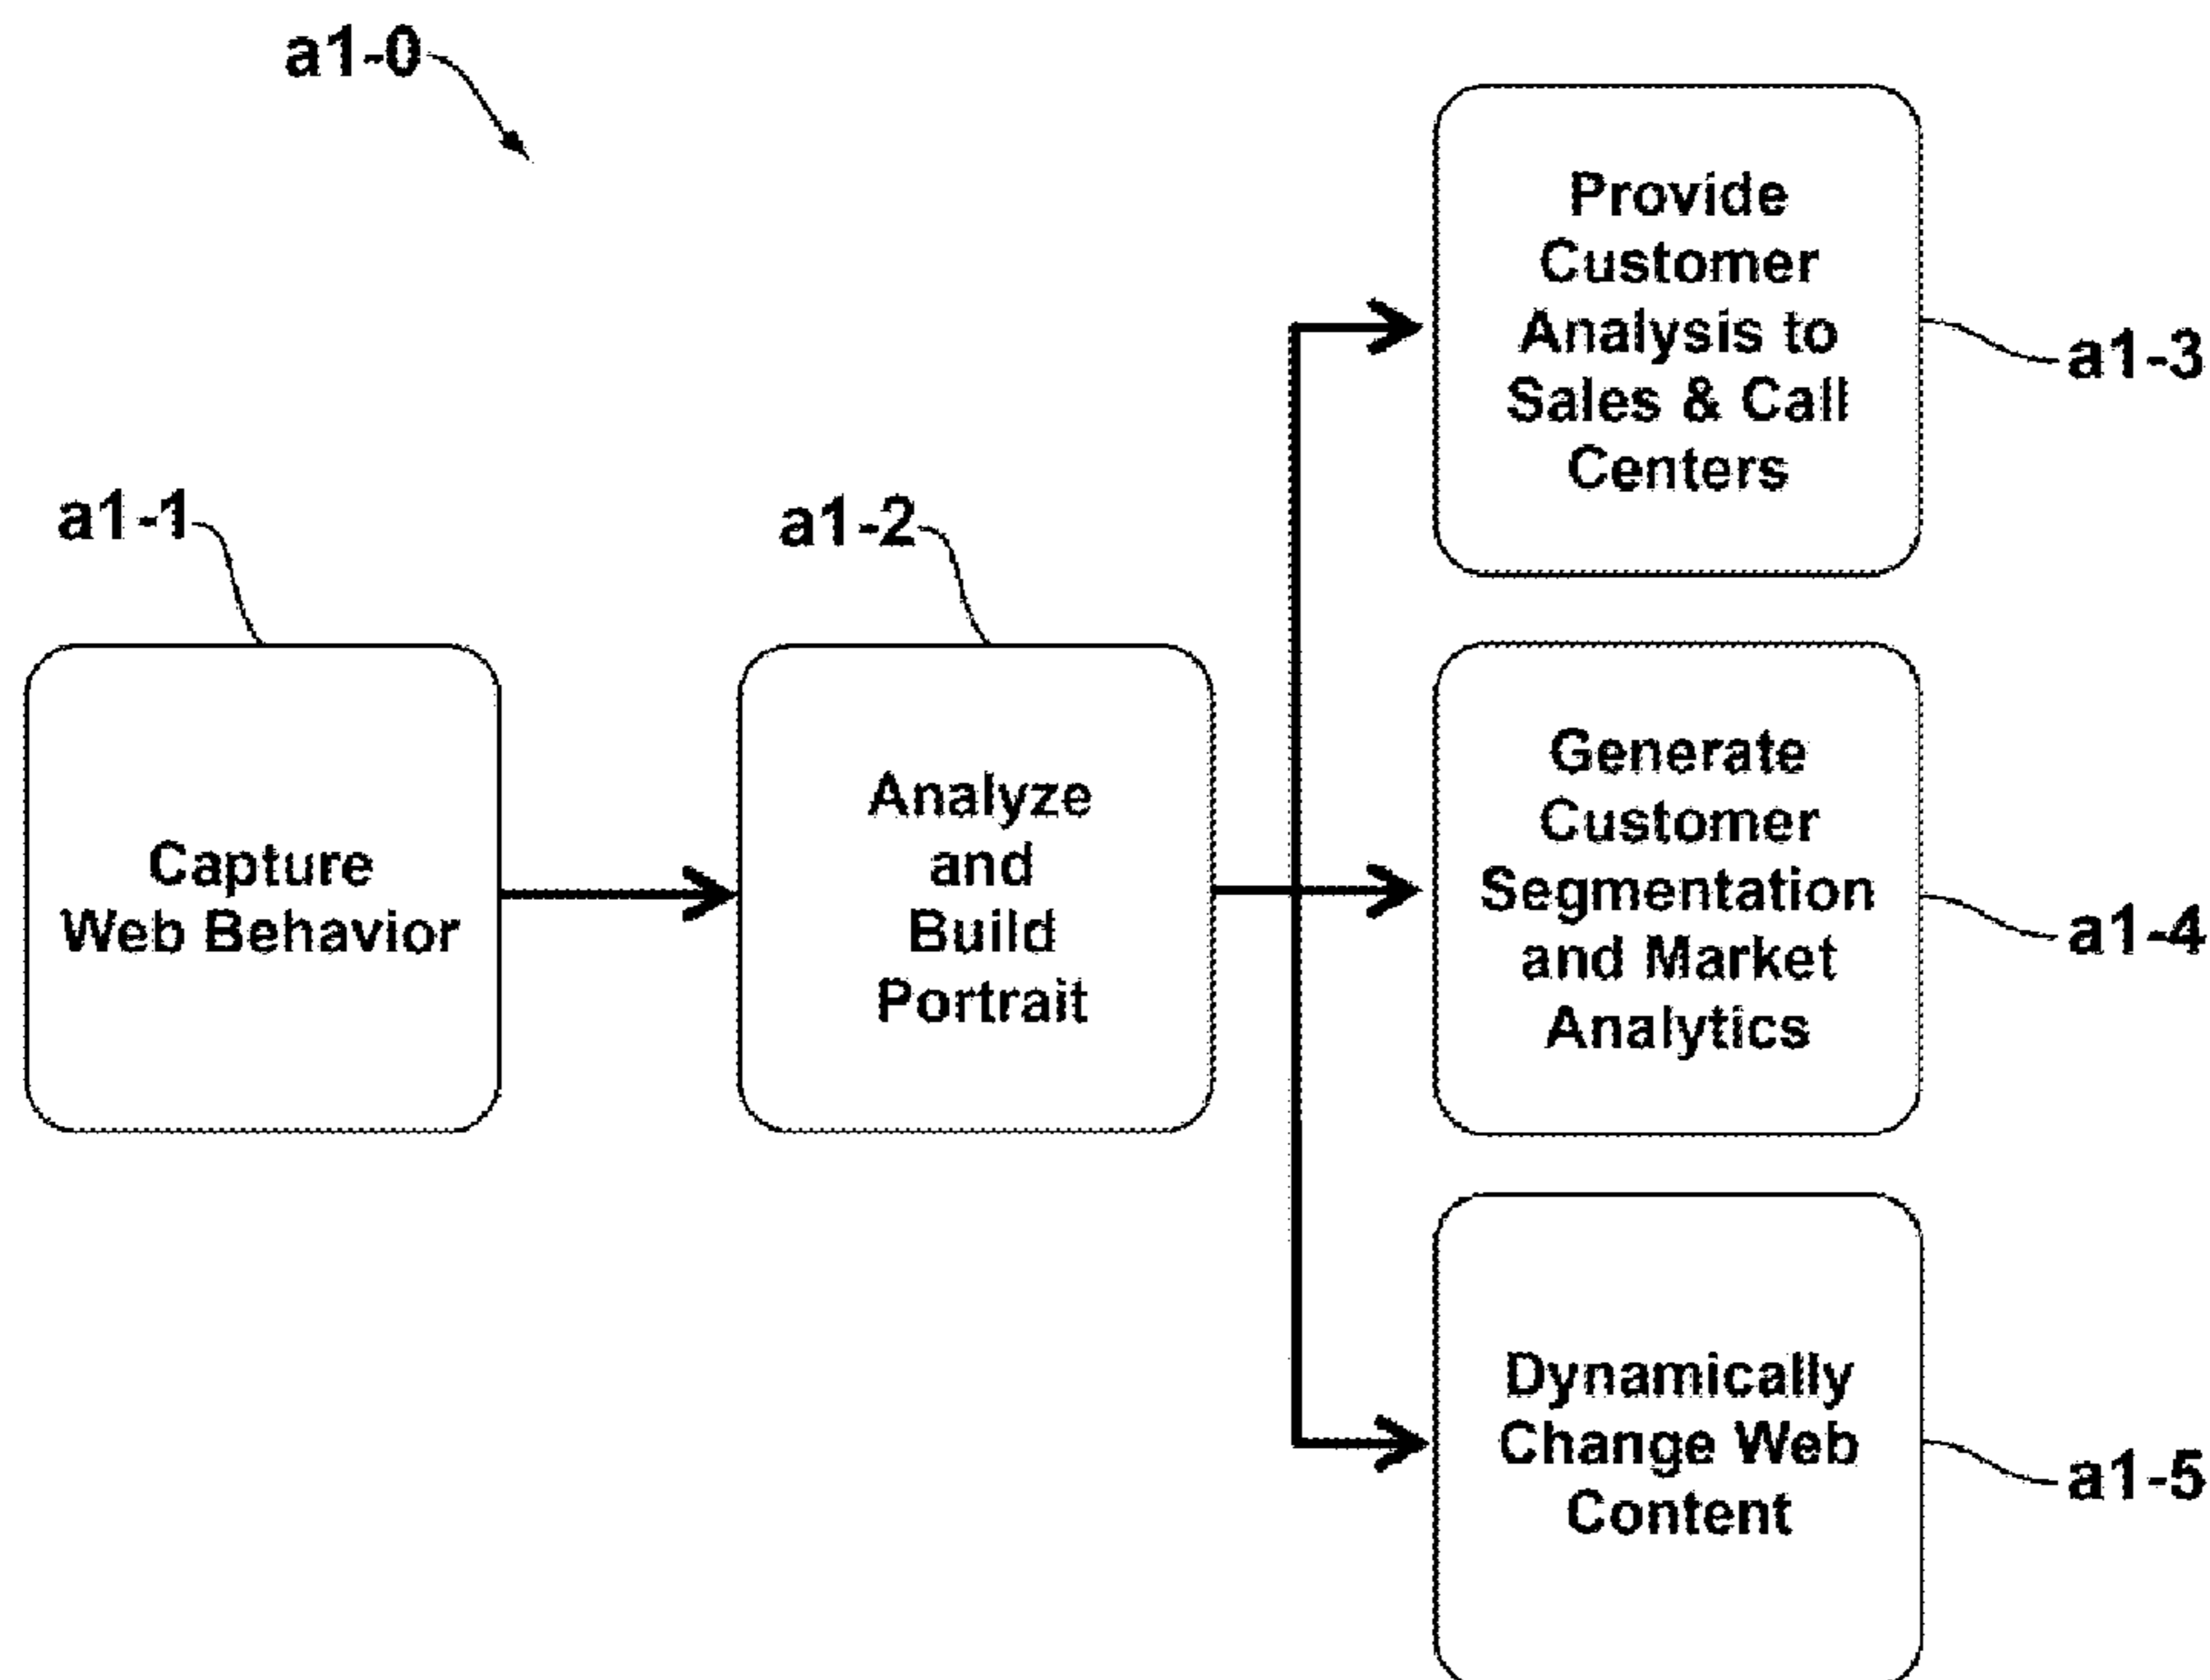 a1-0
a1-1
Capture
Web Behavior
a1-2
Analyze
and
Build
Portrait
Provide
Customer
Analysis to
Sales & Call
Centers
a1-3
Generate
Customer
Segmentation
and Market
Analytics
a1-4
Dynamically
Change Web
Content
a1-5